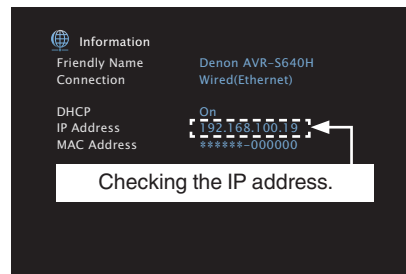 Information
Friendly Name Denon AVR-S640H
Connection Wired(Ethernet)
DHCP On
IP Address 192.168.100.19
MAC Address ******-000000
Checking the IP address.